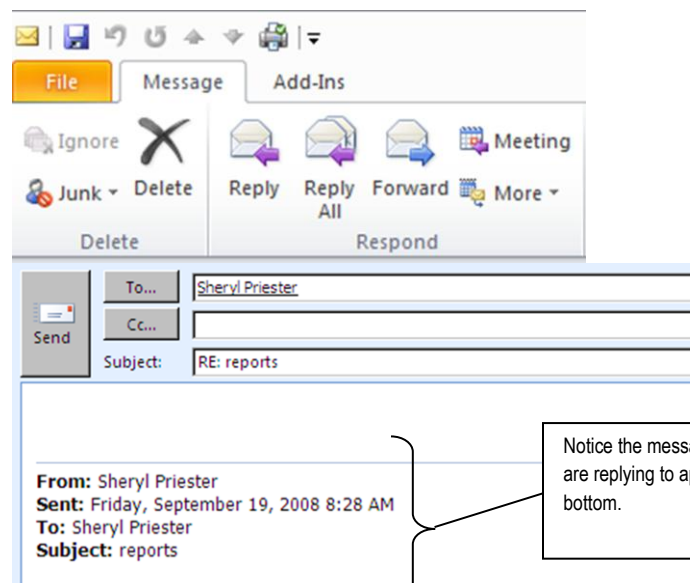 File Message Add-Ins
Ignore
Junk Delete Reply Reply All Forward Meeting
More
Delete Respond
Send
To... Sheryl Priester
Cc...
Subject: RE: reports
Notice the
are replying to
bottom.
From: Sheryl Priester
Sent: Friday, September 19, 2008 8:28 AM
To: Sheryl Priester
Subject: reports